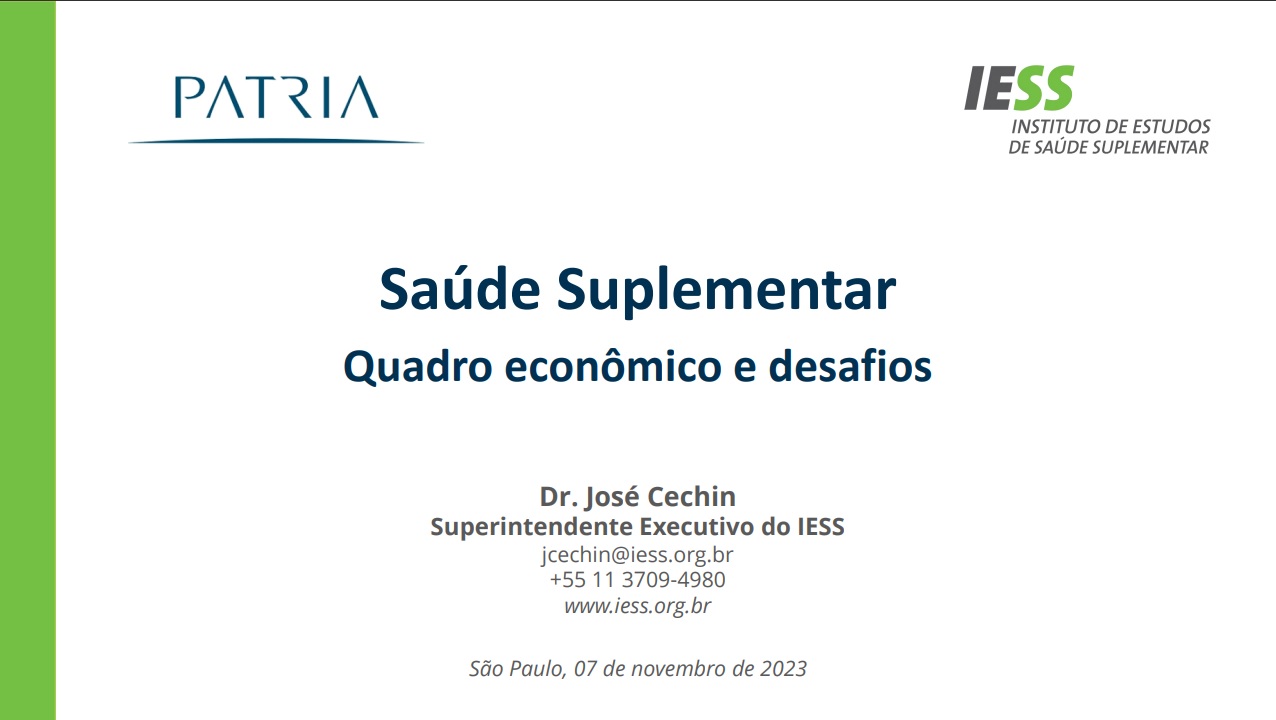 PATRIA
IESS
INSTITUTO DE ESTUDOS
DE SAÚDE SUPLEMENTAR
Saúde Suplementar
Quadro econômico e desafios
Dr. José Cechin
Superintendente Executivo do IESS
jcechin@iess.org.br
+55 11 3709-4980
www.iess.org.br
São Paulo, 07 de novembro de 2023